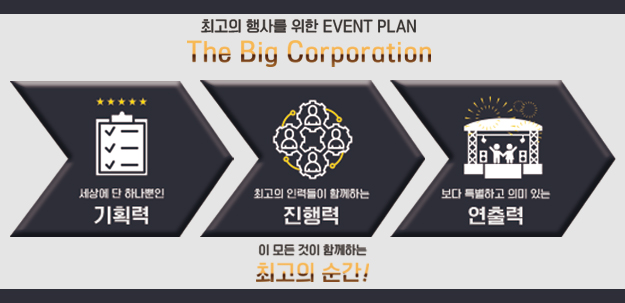 최고의 행사를 위한 EVENT PLAN
The Big Corporation
세상에 단 하나뿐인
기획력
최고의 인력들이 함께하는
진행력
보다 특별하고 의미 있는
연출력
이 모든 것이 함께하는
최고의 순간!